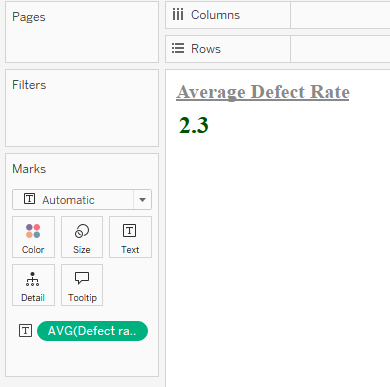 Pages
Columns
Rows
Filters
Average Defect Rate
2.3
Marks
Automatic
Color
Size
Text
Detail
Tooltip
AVG(Defect ra..